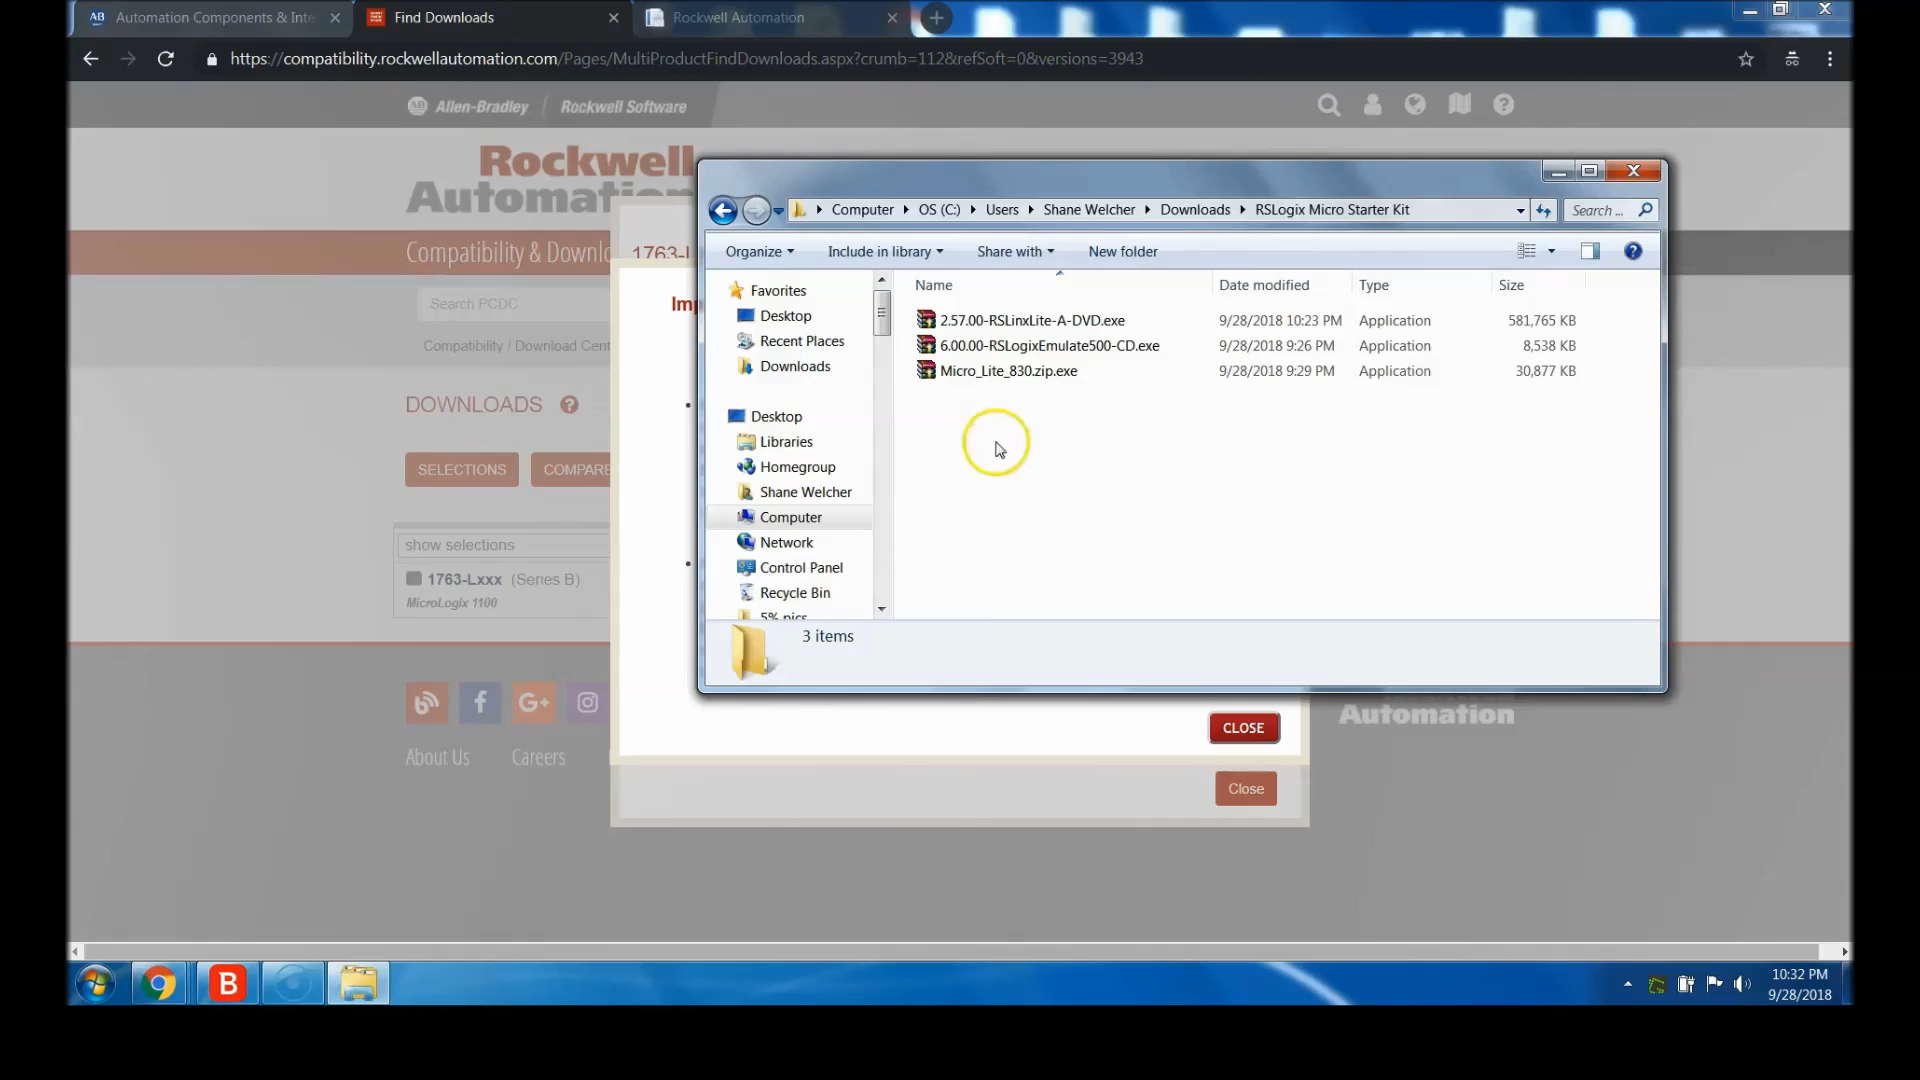 Automation Components & Inte
Find Downloads
Rockwell Automation
https://compatibility.rockwellautomation.com/Pages/MultiProductFindDownloads.aspx?crumb=112&refSoft=0&versions=3943
AB Allen-Bradley Rockwell Software
Rockwell
Automation
Compatibility & Downlo
1763-L
Search PCDC
Imp
Compatibility / Download Cent
DOWNLOADS ?
SELECTIONS COMPARE
show selections
1763-Lxxx (Series B)
MicroLogix 1100
Computer OS (C:) Users Shane Welcher Downloads RSLogix Micro Starter Kit
Search ...
Organize Include in library Share with New folder
Name Date modified Type Size
2.57.00-RSLinxLite-A-DVD.exe 9/28/2018 10:23 PM Application 581,765 KB
6.00.00-RSLogixEmulate500-CD.exe 9/28/2018 9:26 PM Application 8,538 KB
Micro_Lite_830.zip.exe 9/28/2018 9:29 PM Application 30,877 KB
Favorites
Desktop
Recent Places
Downloads
Desktop
Libraries
Homegroup
Shane Welcher
Computer
Network
Control Panel
Recycle Bin
5% pics
3 items
CLOSE
Automation
Close
f G+
About Us Careers
B
10:32 PM
9/28/2018